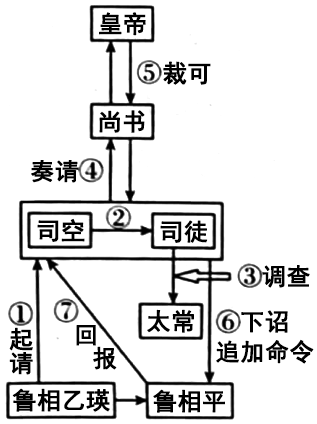 皇帝
⑤裁可
尚书
奏请④
司空
②
司徒
③调查
太常
①起请
⑦回报
⑥下诏
追加命令
鲁相乙瑛
鲁相平